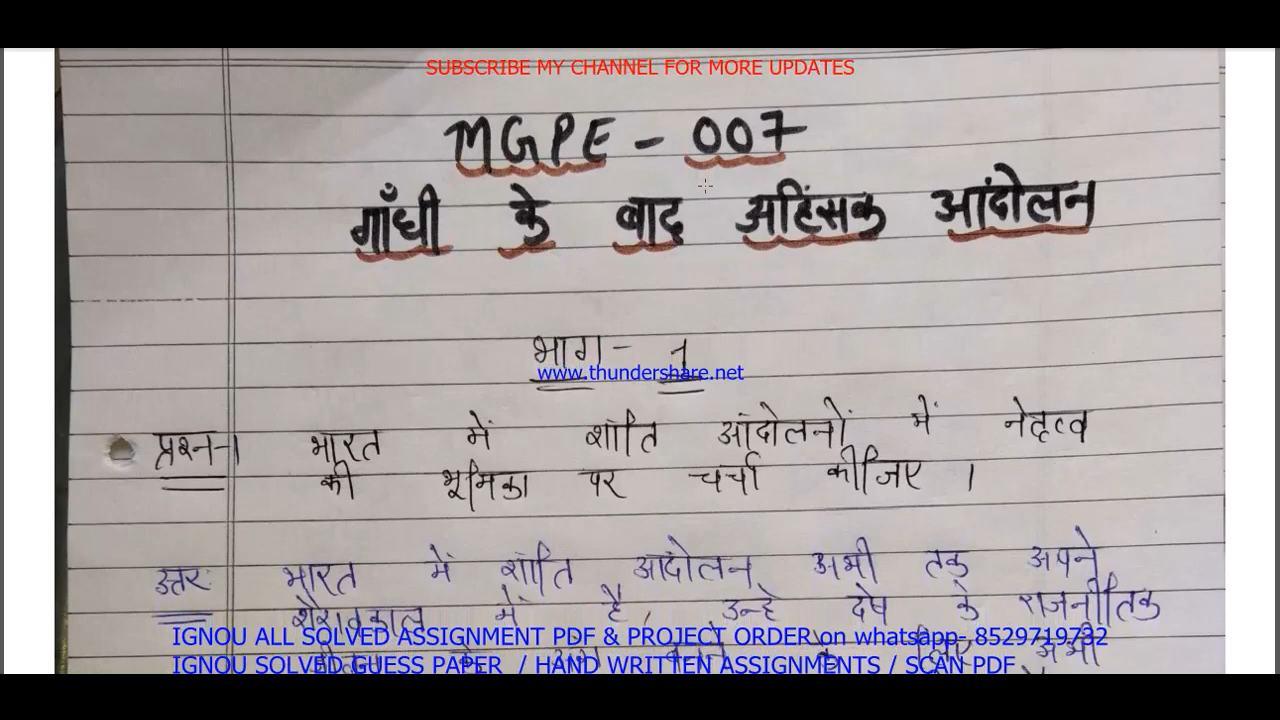 SUBSCRIBE MY CHANNEL FOR MORE UPDATES
MGPE - 007
गाँधी के बाद अहिंसक आंदोलन
भाग - 1
www.thundershare.net
प्रश्न-1 भारत में शांति आंदोलनों में नेतृत्व
की भूमिका पर चर्चा कीजिए ।
उत्तर: भारत में शांति आंदोलन अभी तक अपने
शैशवकाल में है, उन्हे देष के राजनीतिक
IGNOU ALL SOLVED ASSIGNMENT PDF & PROJECT ORDER on whatsapp- 8529719732
अभी
IGNOU SOLVED GUESS PAPER / HAND WRITTEN ASSIGNMENTS / SCAN PDF